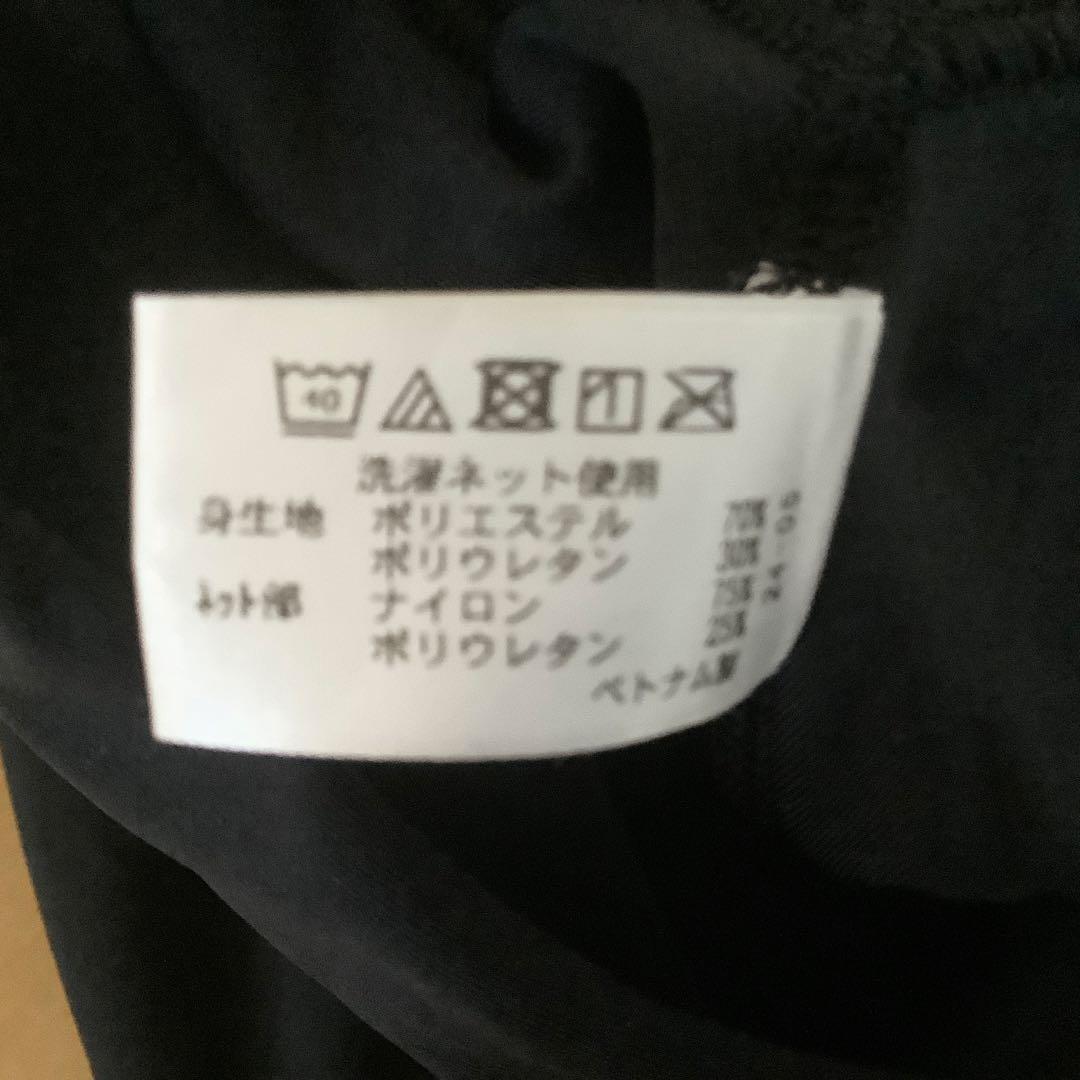 40
洗濯ネット使用
身生地 ポリエステル 70%
ポリウレタン 30%
ネット部 ナイロン 75%
ポリウレタン 25%
ベトナム製